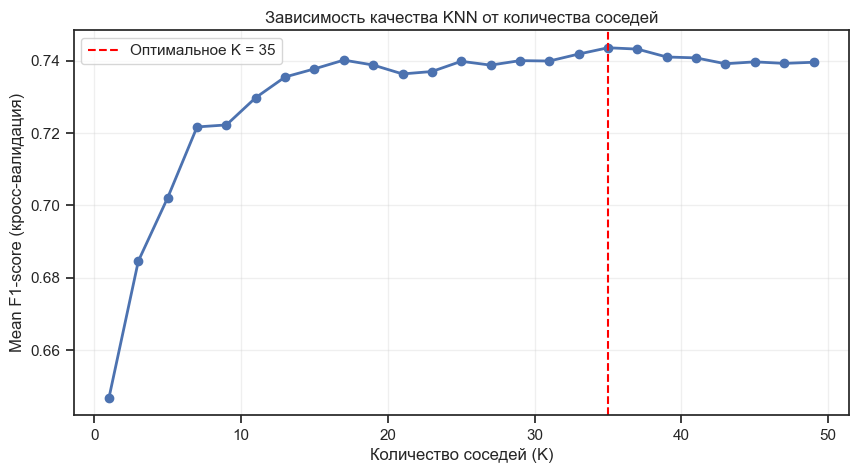 Зависимость качества KNN от количества соседей
Оптимальное K = 35
Mean F1-score (кросс-валидация)
0.74
0.72
0.70
0.68
0.66
0
10
20
30
40
50
Количество соседей (K)